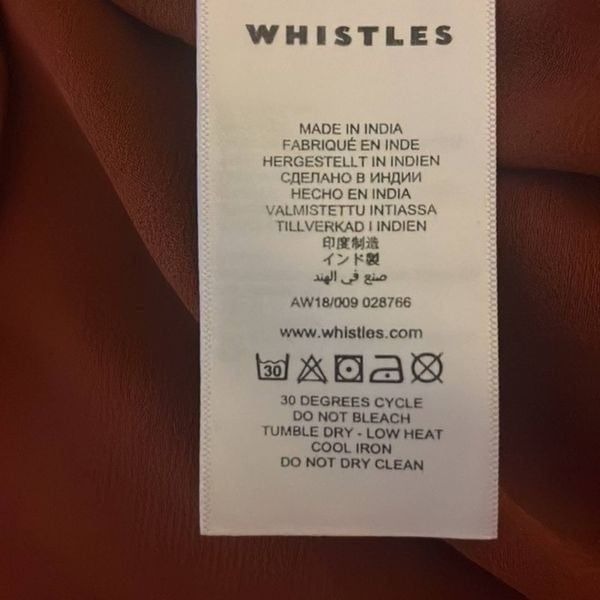 WHISTLES
MADE IN INDIA
FABRIQUÉ EN INDE
HERGESTELLT IN INDIEN
СДЕЛАНО В ИНДИИ
HECHO EN INDIA
VALMISTETTU INTIASSA
TILLVERKAD I INDIEN
印度制造
インド製
صنع في الهند
AW18/009 028766
www.whistles.com
30
30 DEGREES CYCLE
DO NOT BLEACH
TUMBLE DRY - LOW HEAT
COOL IRON
DO NOT DRY CLEAN